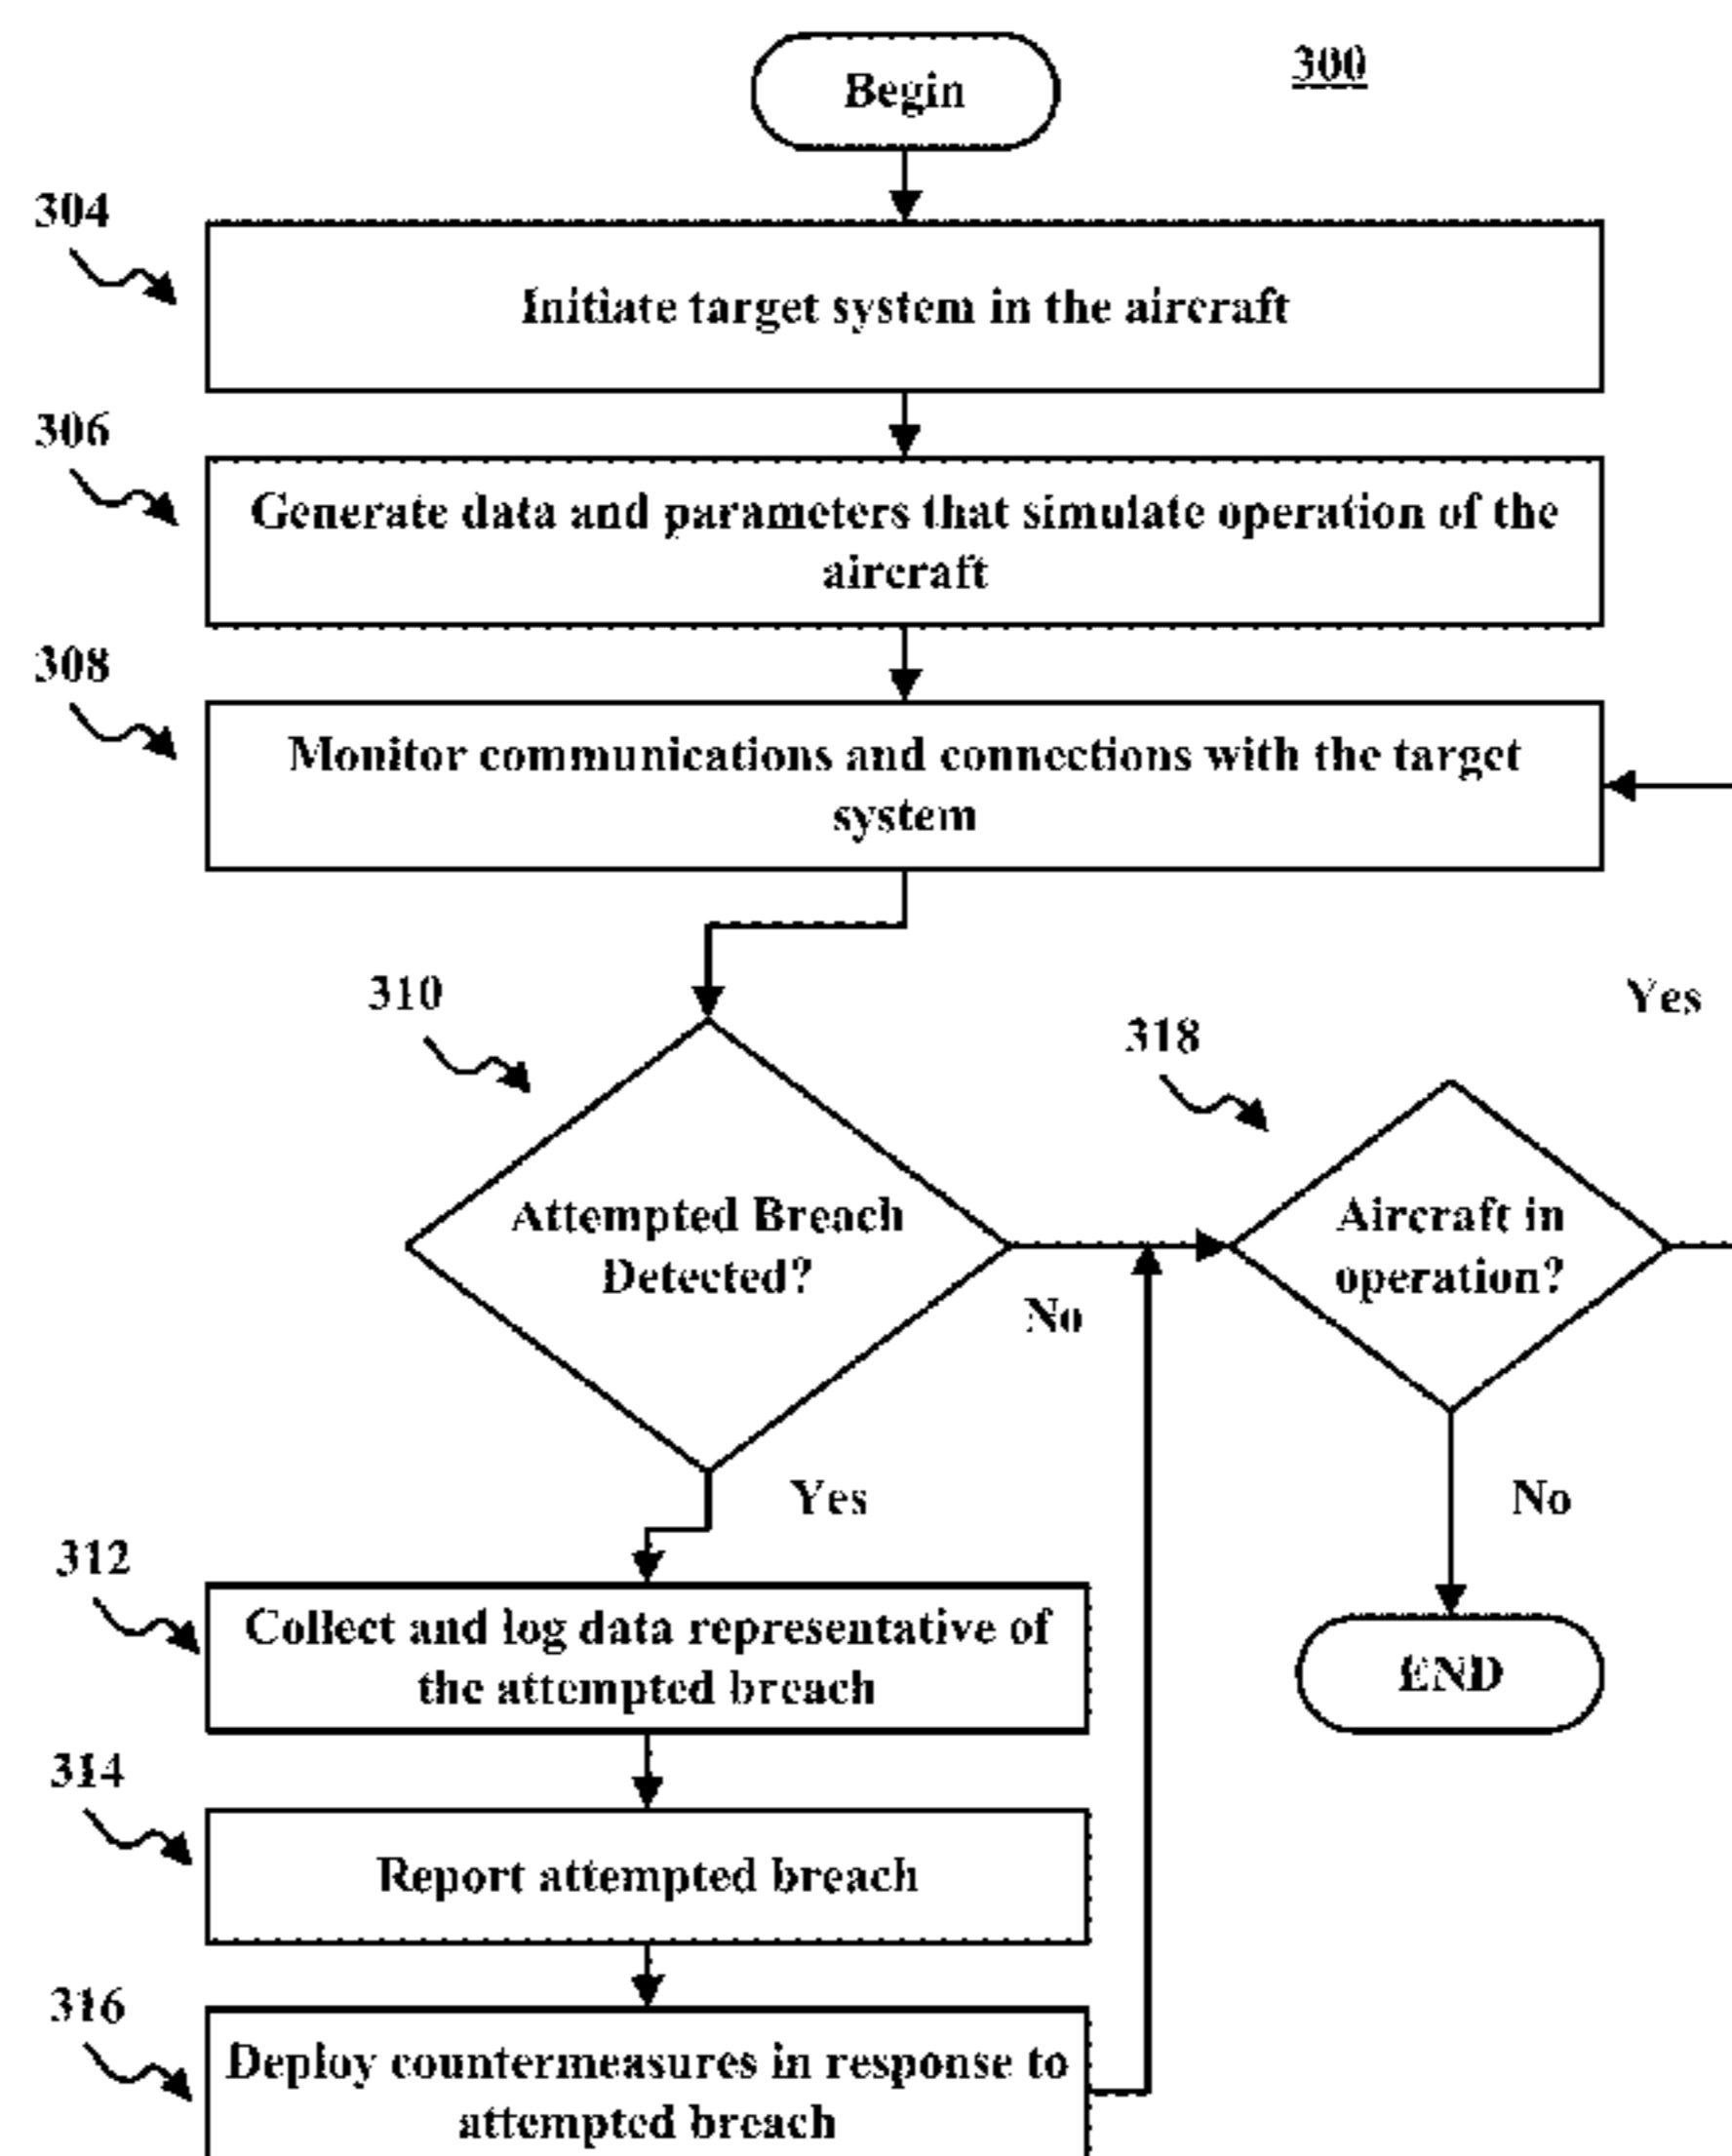 300
Begin
304
Initiate target system in the aircraft
306
Generate data and parameters that simulate operation of the
aircraft
308
Monitor communications and connections with the target
system
310
Attempted Breach
Detected?
No
Yes
318
Aircraft in
operation?
Yes
No
END
312
Collect and log data representative of
the attempted breach
314
Report attempted breach
316
Deploy countermeasures in response to
attempted breach